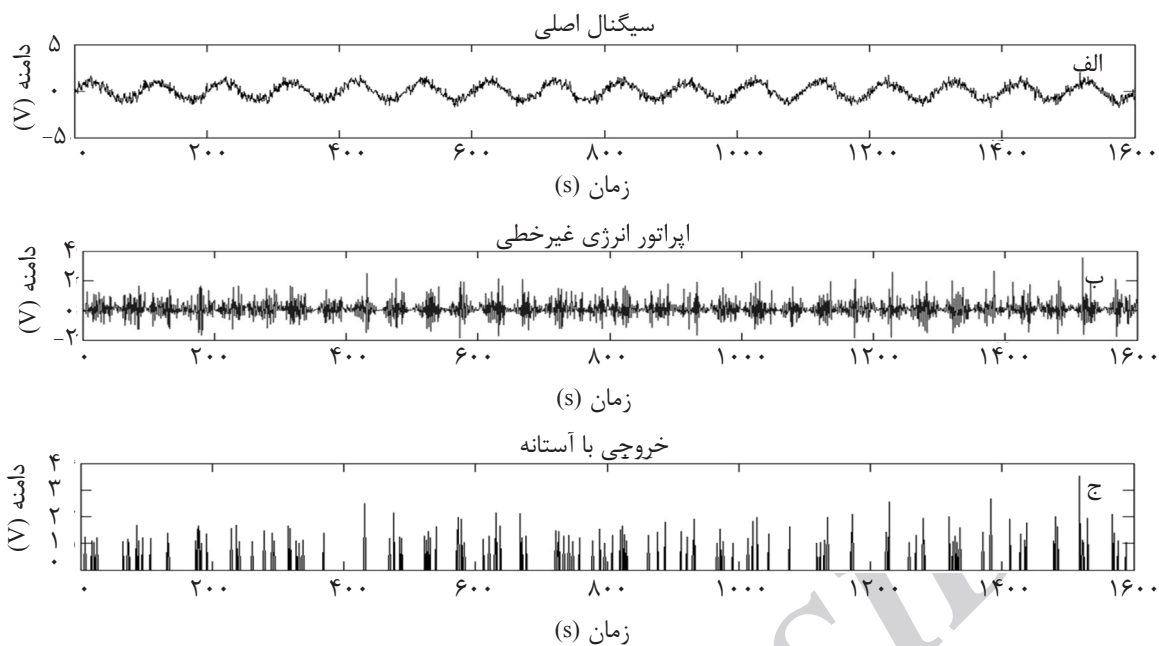 سیگنال اصلی
دامنه (V)
۵
۰
-۵
الف
۰ ۲۰۰ ۴۰۰ ۶۰۰ ۸۰۰ ۱۰۰۰ ۱۲۰۰ ۱۴۰۰ ۱۶۰۰
زمان (s)
اپراتور انرژی غیرخطی
دامنه (V)
۴
۲
۰
-۲
ب
۰ ۲۰۰ ۴۰۰ ۶۰۰ ۸۰۰ ۱۰۰۰ ۱۲۰۰ ۱۴۰۰ ۱۶۰۰
زمان (s)
خروجی با آستانه
دامنه (V)
۴
۳
۲
۱
۰
ج
۰ ۲۰۰ ۴۰۰ ۶۰۰ ۸۰۰ ۱۰۰۰ ۱۲۰۰ ۱۴۰۰ ۱۶۰۰
زمان (s)